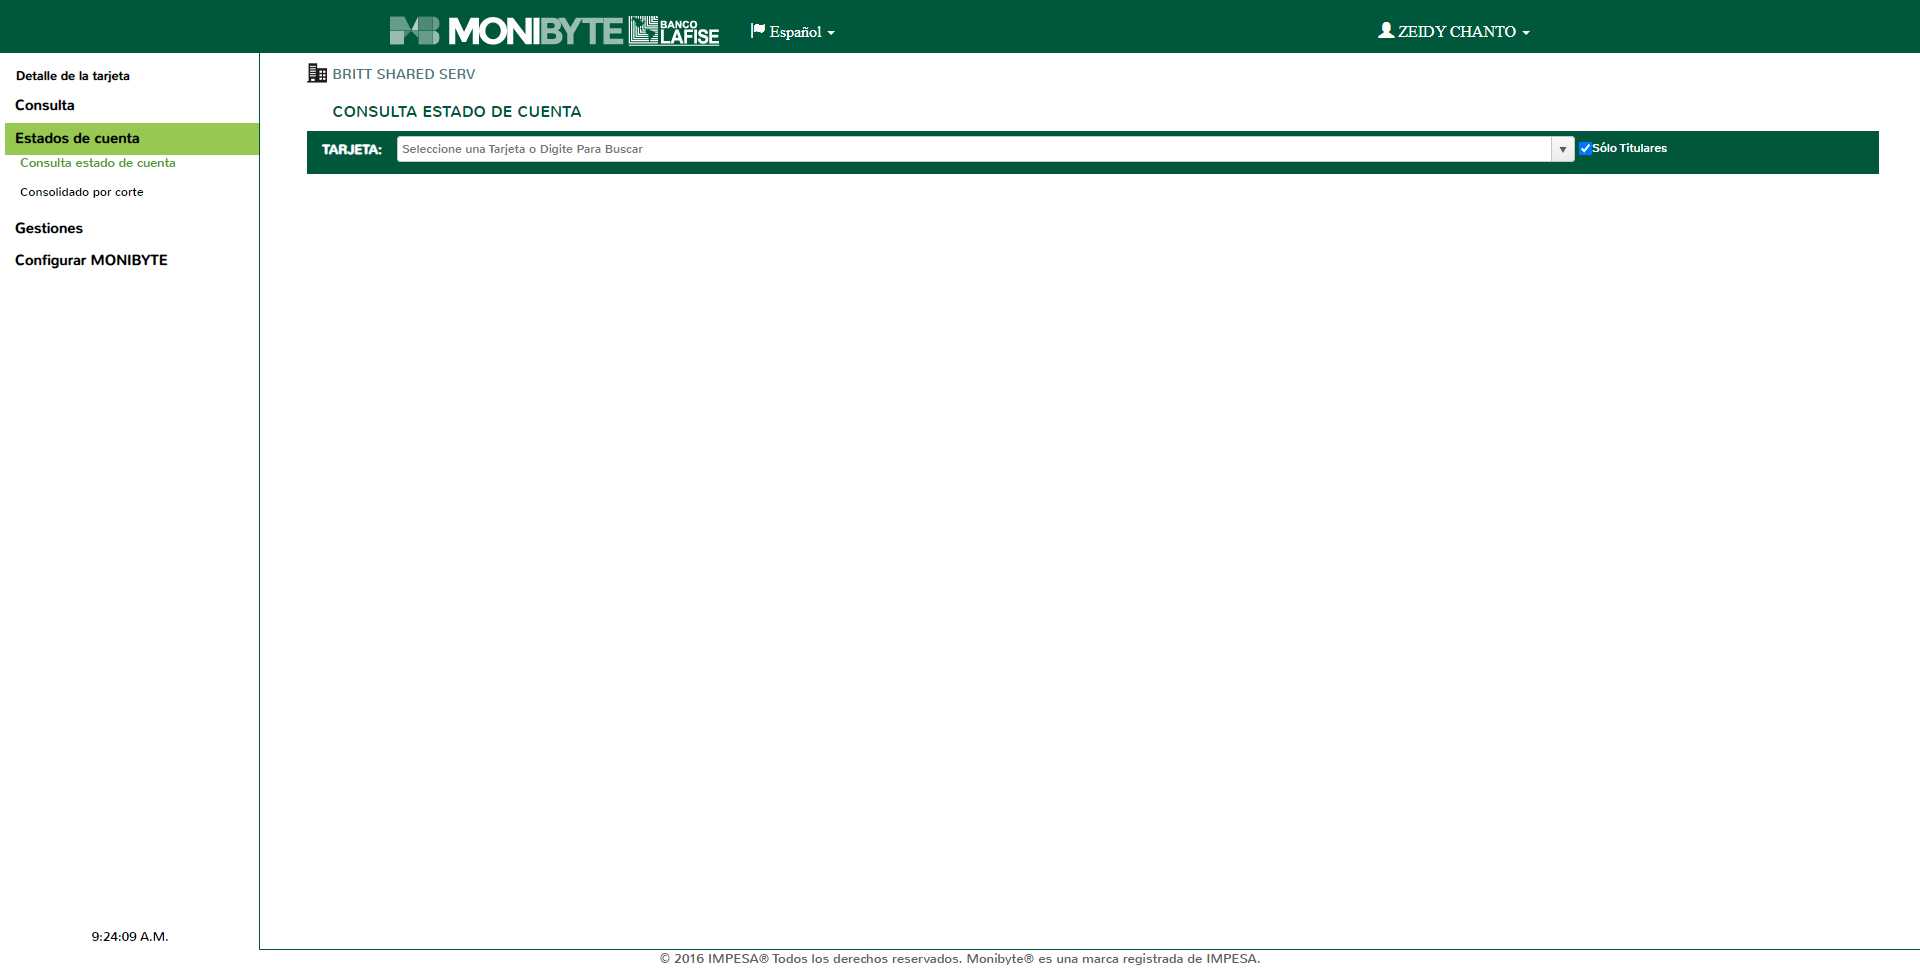 MB MONIBYTE BANCO LAFISE Español ZEIDY CHANTO
Detalle de la tarjeta
Consulta
Estados de cuenta
Consulta estado de cuenta
Consolidado por corte
Gestiones
Configurar MONIBYTE
9:24:09 A.M.
BRITT SHARED SERV
CONSULTA ESTADO DE CUENTA
TARJETA: Seleccione una Tarjeta o Digite Para Buscar Sólo Titulares
© 2016 IMPESA® Todos los derechos reservados. Monibyte® es una marca registrada de IMPESA.